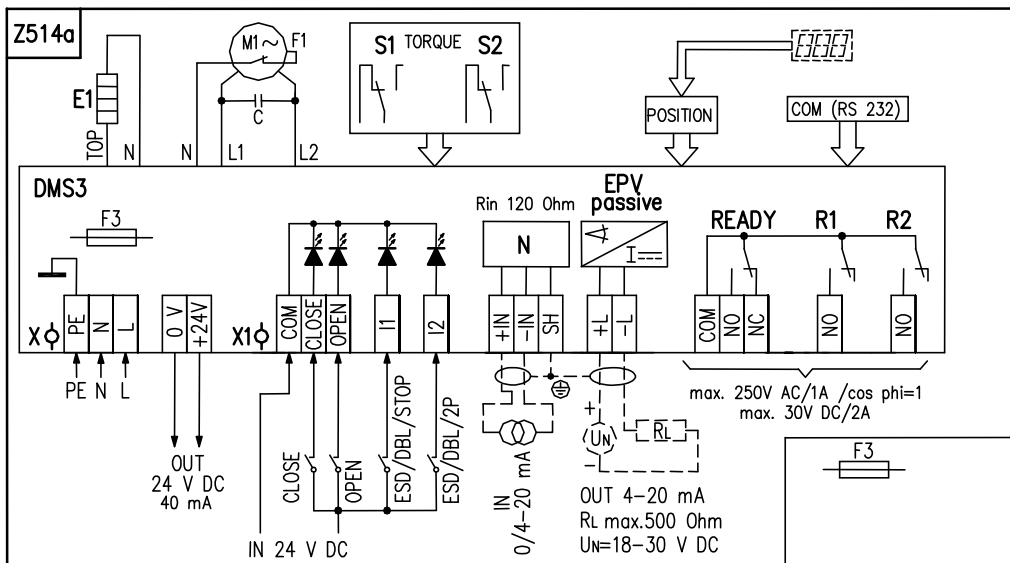 Z514a
E1
TOP
N
M1~
F1
C
N
L1
L2
S1 TORQUE S2
POSITION
COM (RS 232)
DMS3
F3
Rin 120 Ohm
N
EPV
passive
I
READY
R1
R2
X
PE
N
L
0 V
+24V
X1
COM
CLOSE
OPEN
I1
I2
+IN
-IN
SH
+L
-L
COM
NO
NC
NO
NO
PE N L
OUT
24 V DC
40 mA
CLOSE
OPEN
ESD/DBL/STOP
ESD/DBL/2P
IN 24 V DC
IN
0/4-20 mA
+
UN
-
RL
OUT 4-20 mA
RL max.500 Ohm
UN=18-30 V DC
max. 250V AC/1A /cos phi=1
max. 30V DC/2A
F3